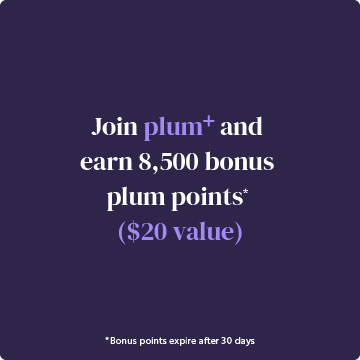 Join plum+ and
earn 8,500 bonus
plum points*
($20 value)
*Bonus points expire after 30 days